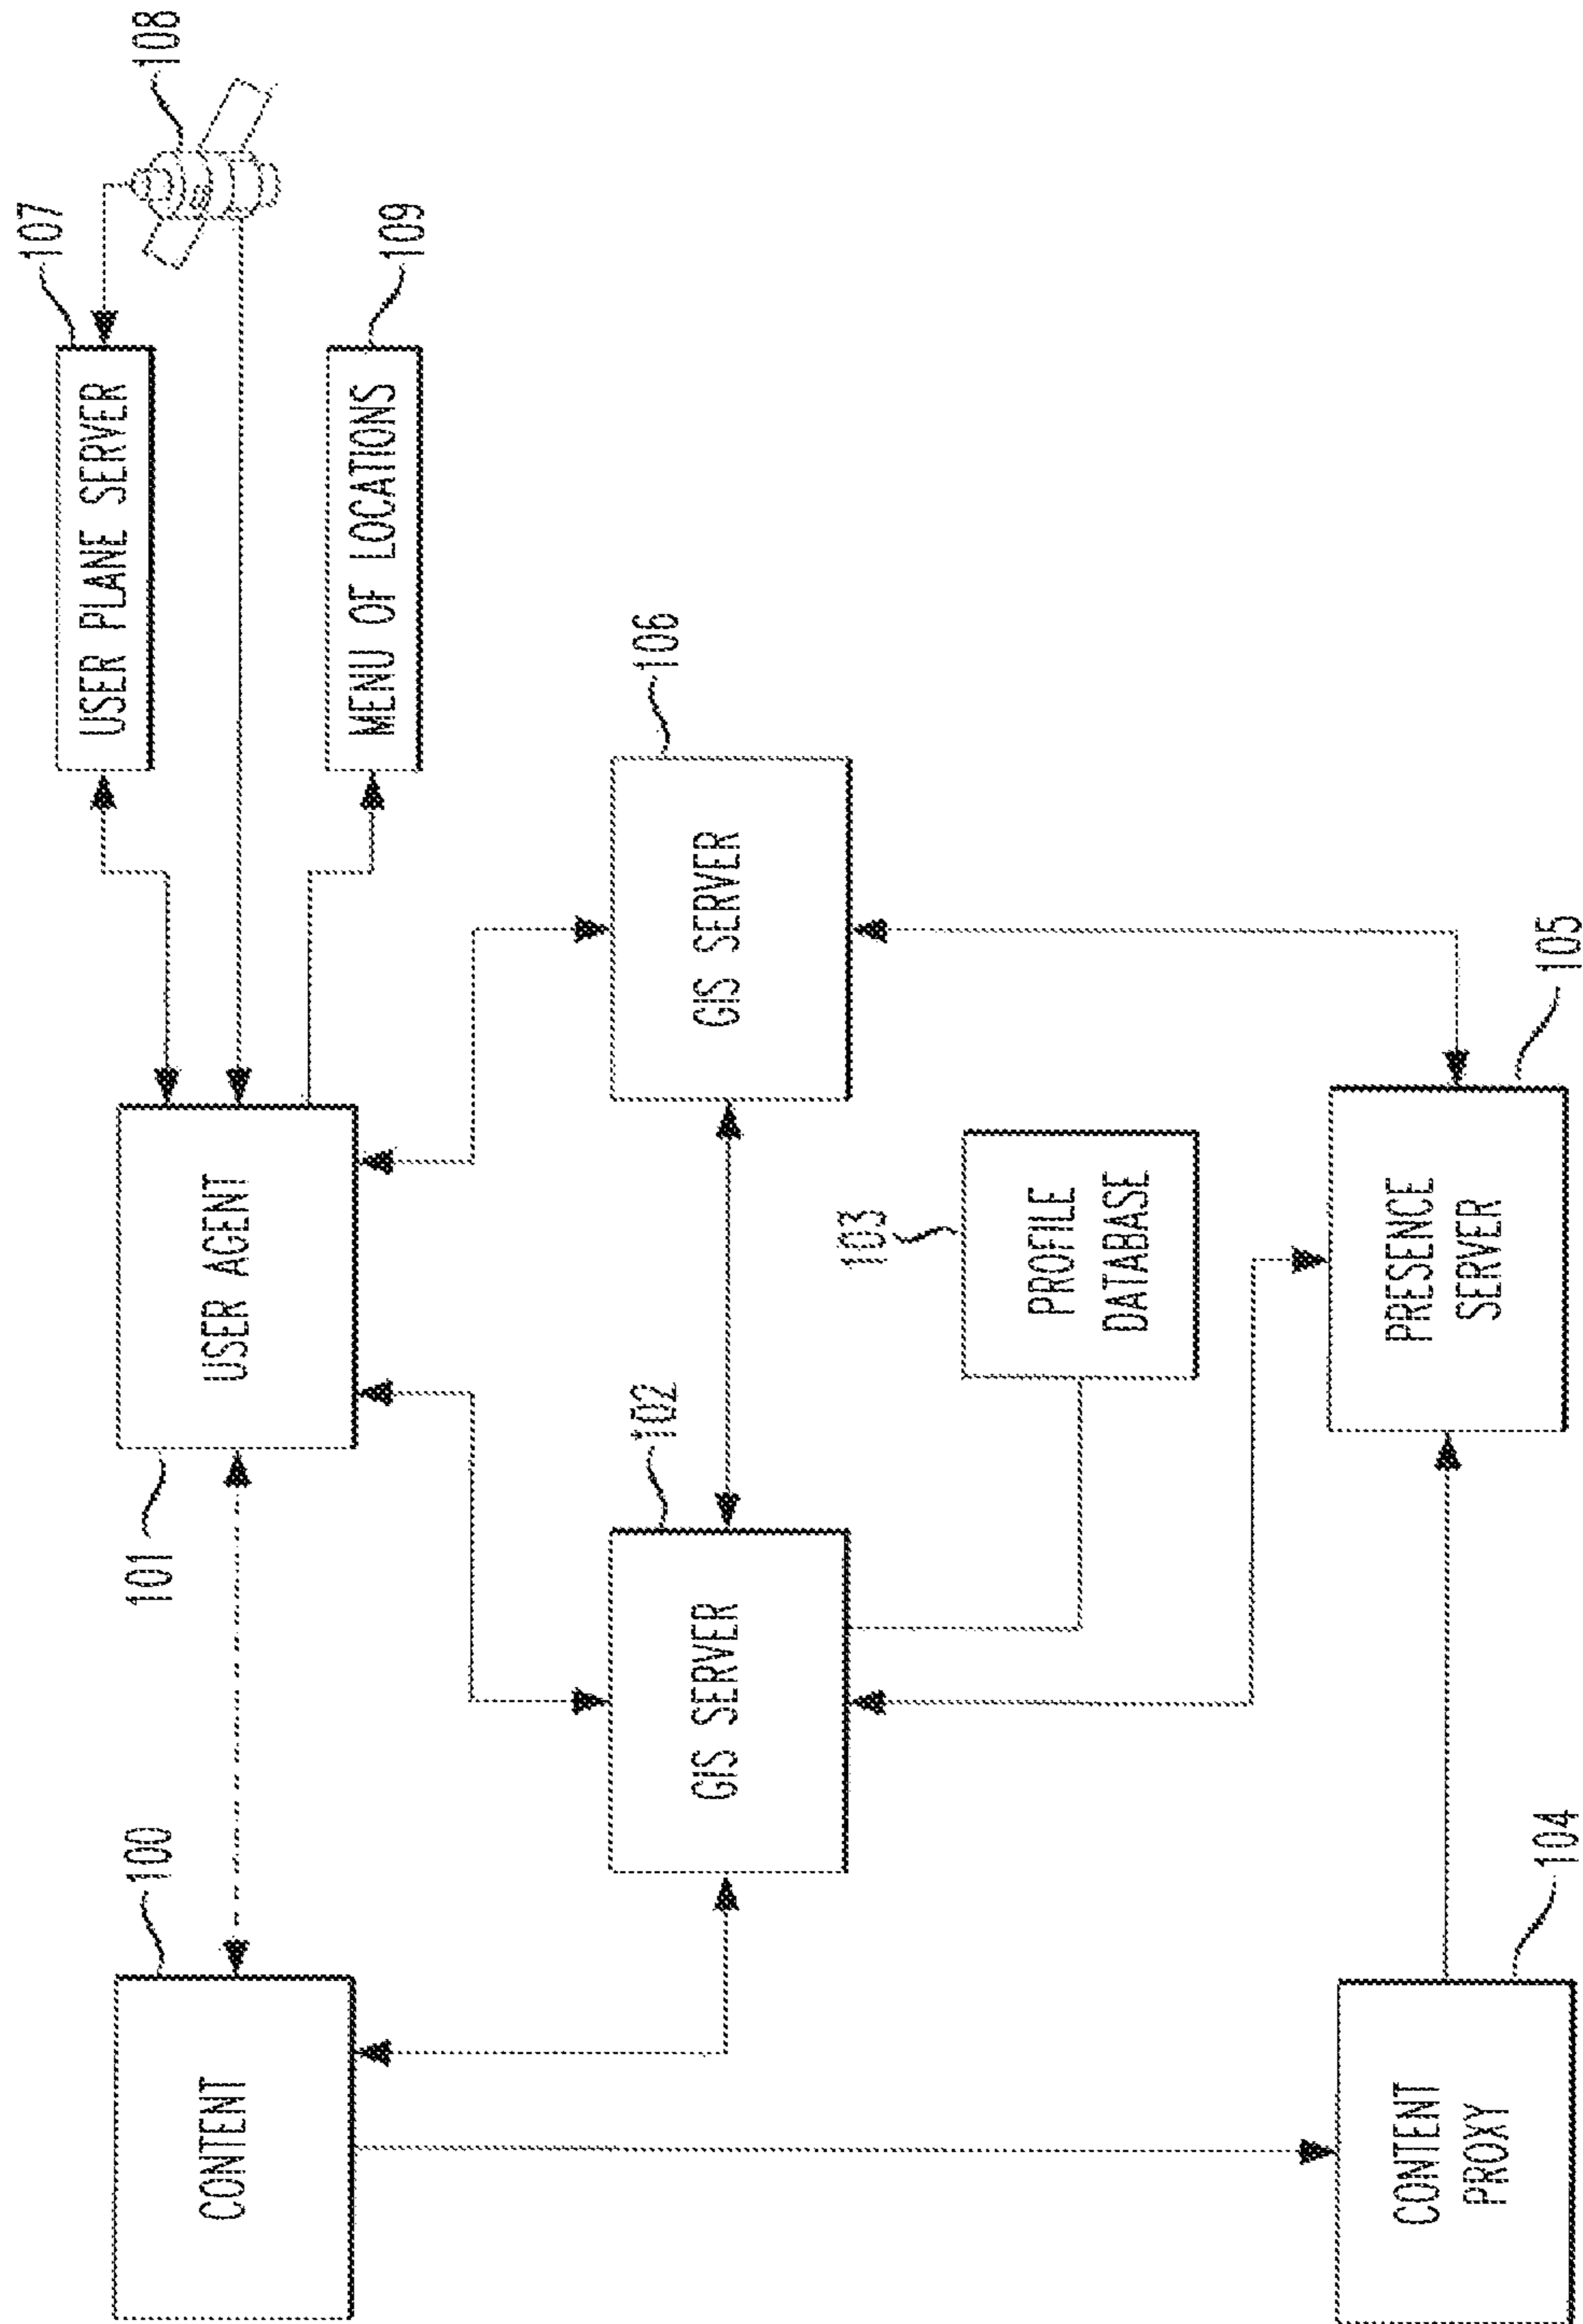 108
107
USER PLANE SERVER
109
MENU OF LOCATIONS
101
USER AGENT
100
CONTENT
106
GIS SERVER
102
GIS SERVER
103
PROFILE
DATABASE
105
PRESENCE
SERVER
104
CONTENT
PROXY